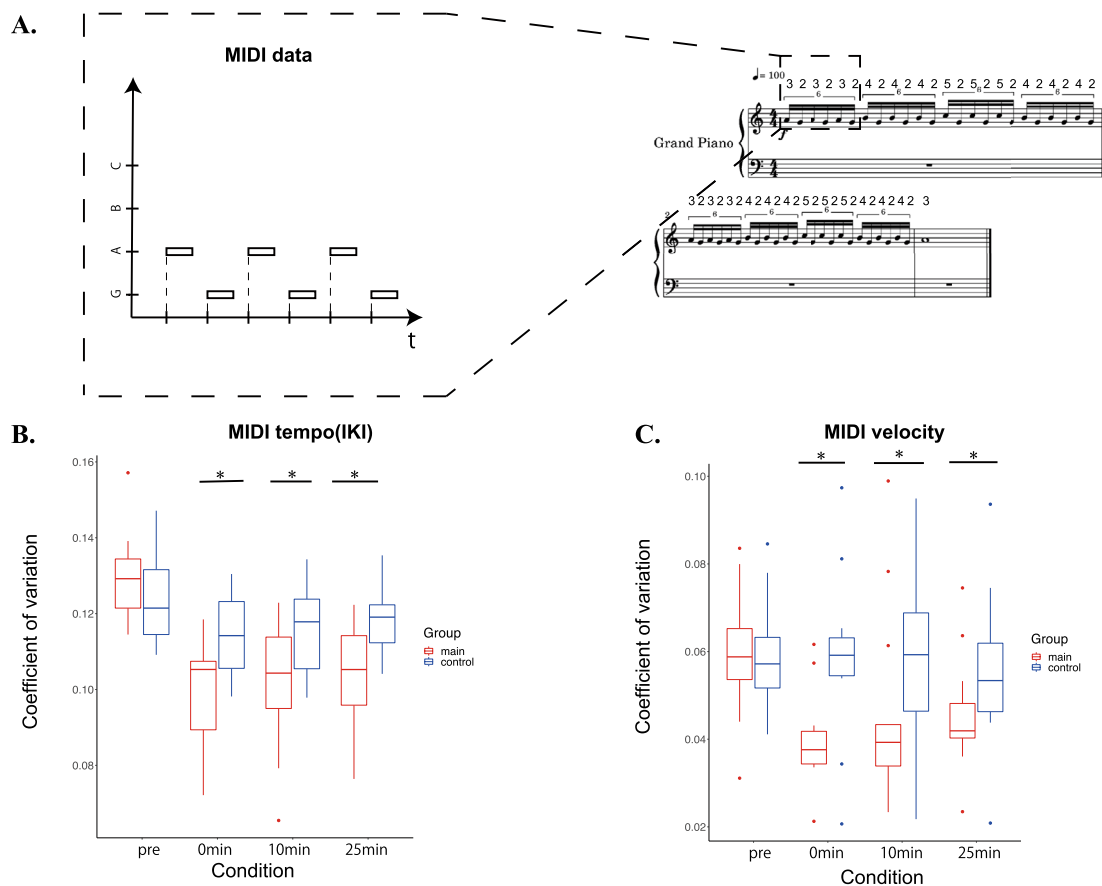 A.
MIDI data
C
B
A
G
t
♩= 100
3 2 3 2 3 2 4 2 4 2 4 2 5 2 5 2 5 2 4 2 4 2 4 2
6 6 6 6
Grand Piano
4 4
f
4 4
2
3 2 3 2 3 2 4 2 4 2 4 2 5 2 5 2 5 2 4 2 4 2 4 2 3
6 6 6 6
B.
MIDI tempo(IKI)
Coefficient of variation
0.16
0.14
0.12
0.10
0.08
* * *
Group
main
control
pre 0min 10min 25min
Condition
C.
MIDI velocity
Coefficient of variation
0.10
0.08
0.06
0.04
0.02
* * *
Group
main
control
pre 0min 10min 25min
Condition